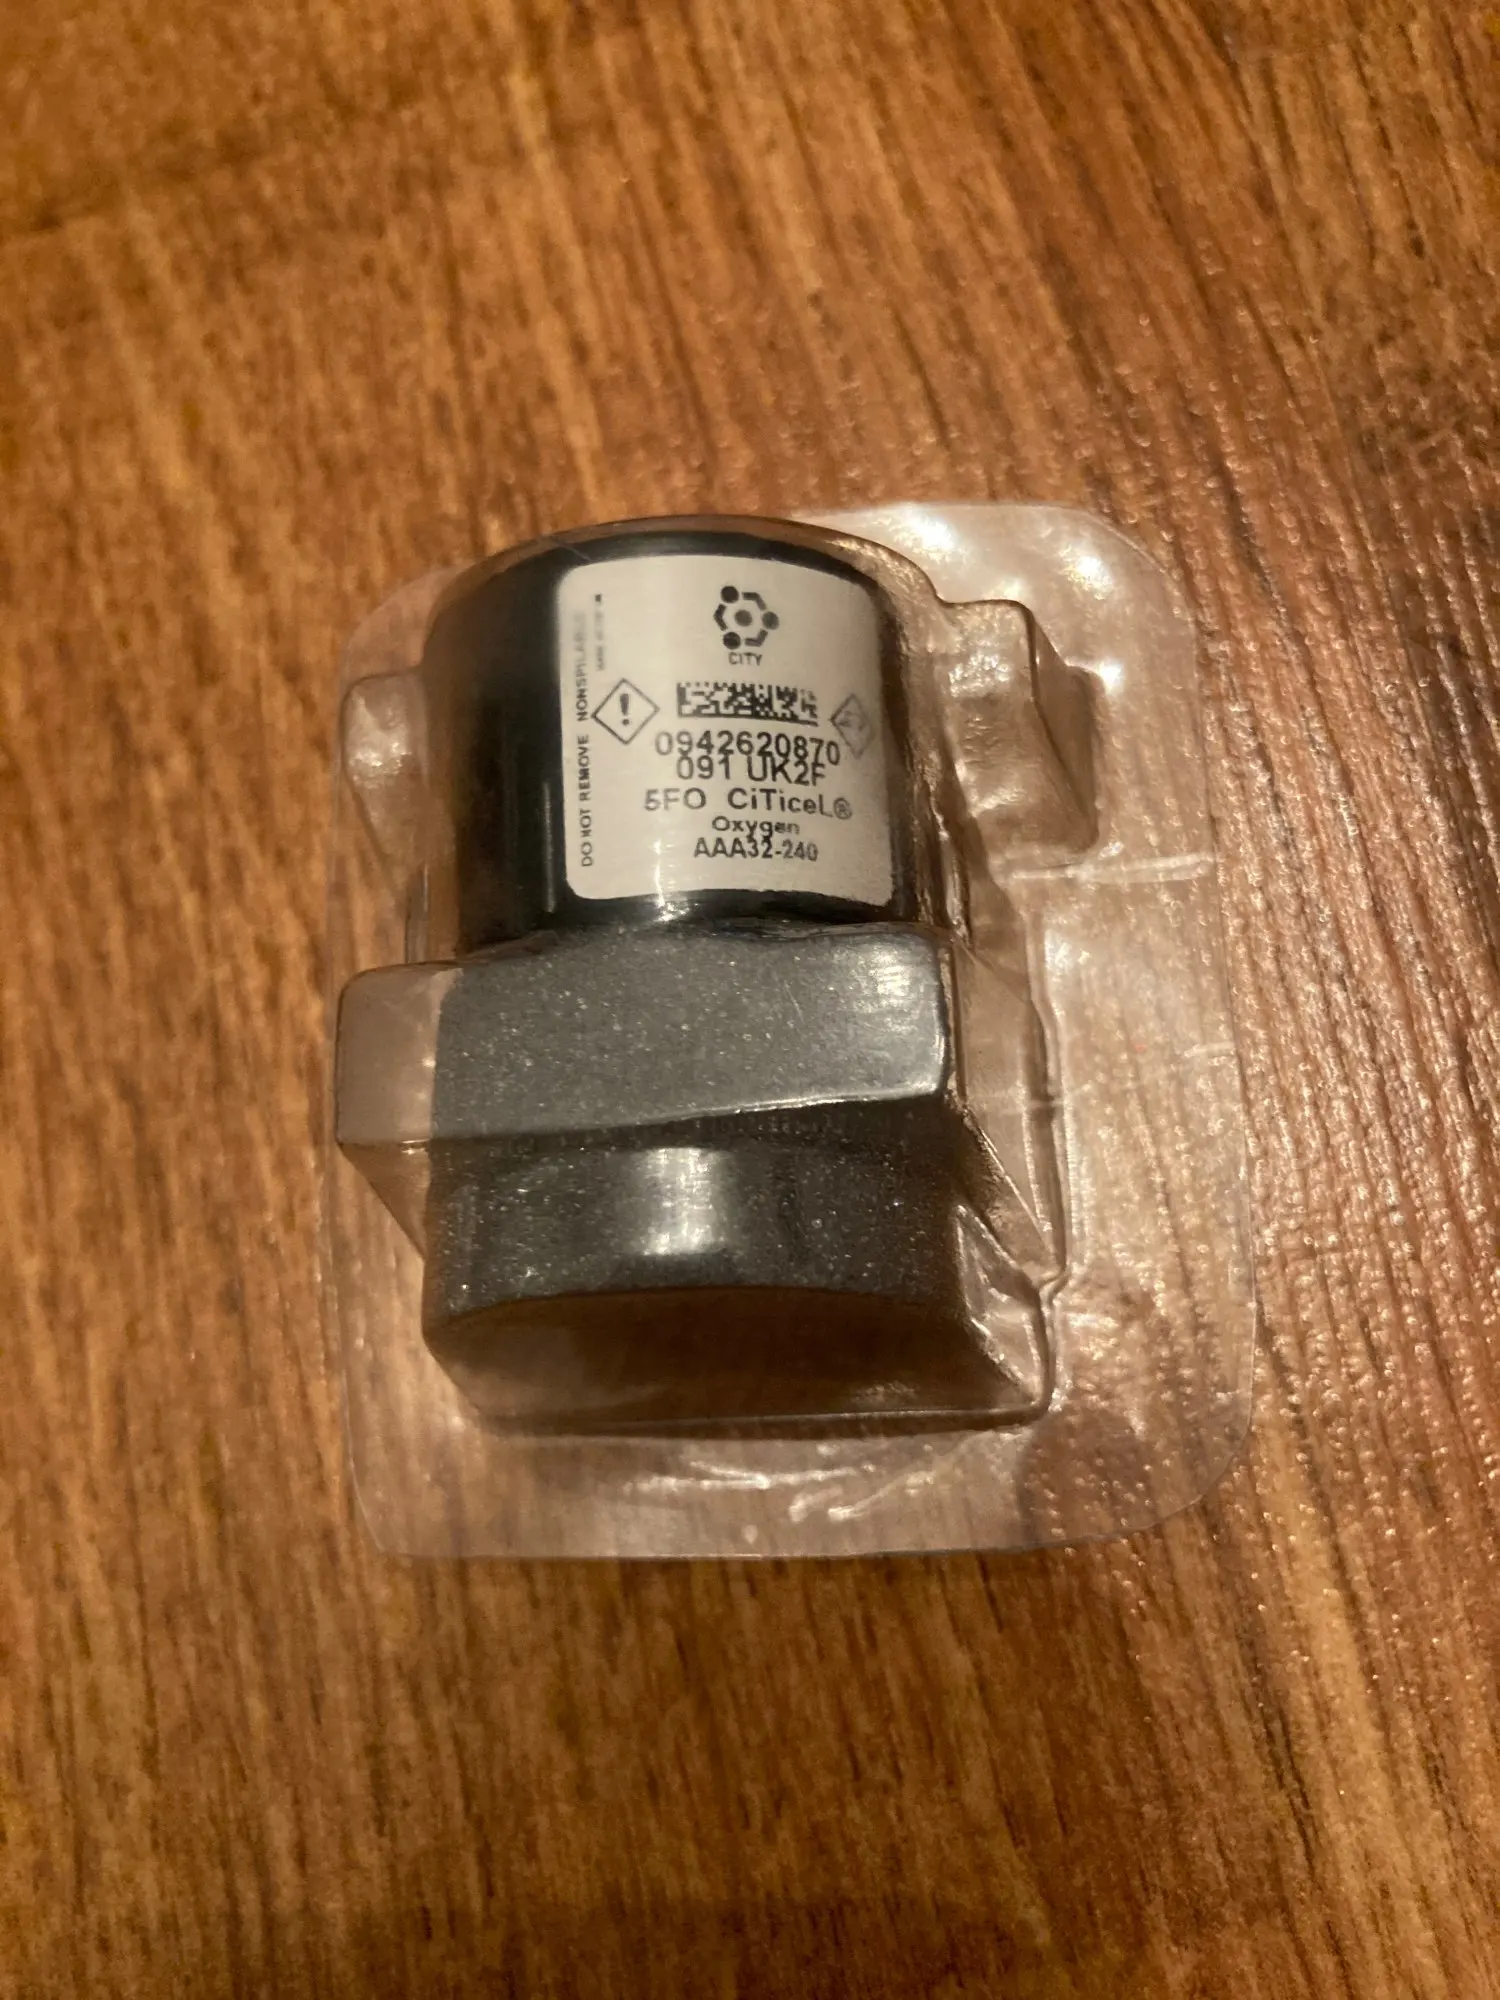 CITY
0942620870
091 UK2F
5FO CiTiceL®
Oxygen
AAA32-240
DO NOT REMOVE NONSPILLABLE